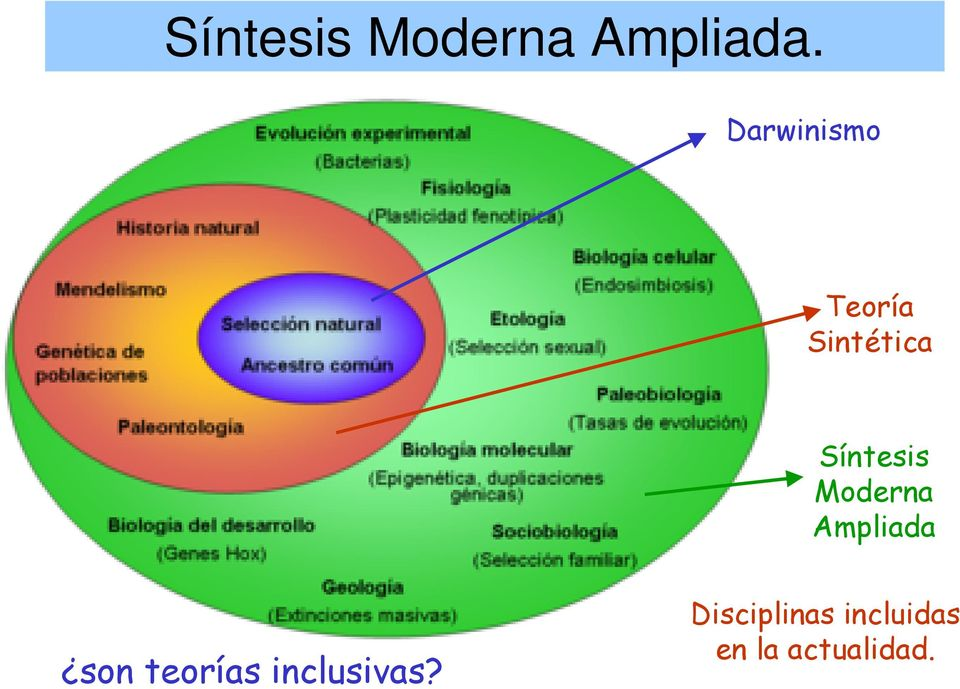 Síntesis Moderna Ampliada.
Darwinismo
Evolución experimental
(Bacterias)
Fisiología
(Plasticidad fenotípica)
Historia natural
Biología celular
(Endosimbiosis)
Mendelismo
Selección natural
Ancestro común
Etología
(Selección sexual)
Teoría
Sintética
Genética de
poblaciones
Paleobiología
(Tasas de evolución)
Paleontología
Biología molecular
(Epigenética, duplicaciones
génicas)
Síntesis
Moderna
Ampliada
Biología del desarrollo
(Genes Hox)
Sociobiología
(Selección familiar)
Geología
(Extinciones masivas)
Disciplinas incluidas
en la actualidad.
¿son teorías inclusivas?